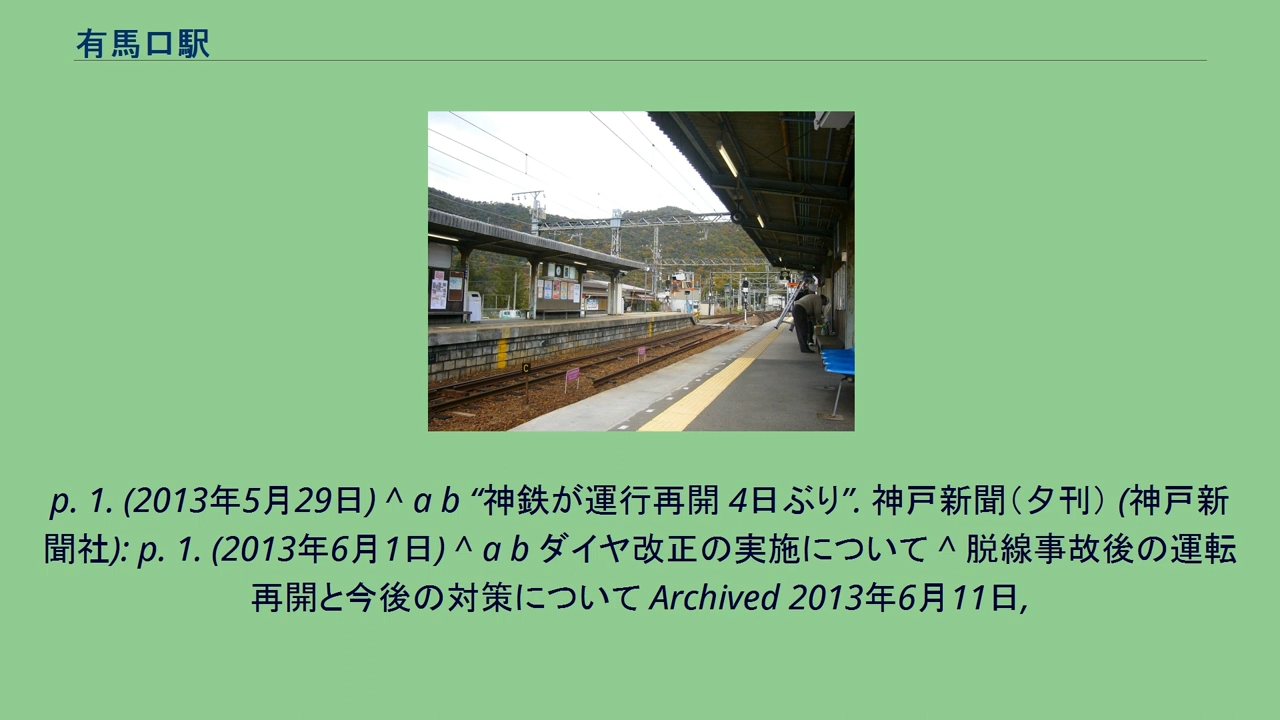 有馬口駅
C
p. 1. (2013年5月29日) ^ a b “神鉄が運行再開 4日ぶり”. 神戸新聞（夕刊） (神戸新
聞社): p. 1. (2013年6月1日) ^ a b ダイヤ改正の実施について ^ 脱線事故後の運転
再開と今後の対策について Archived 2013年6月11日,